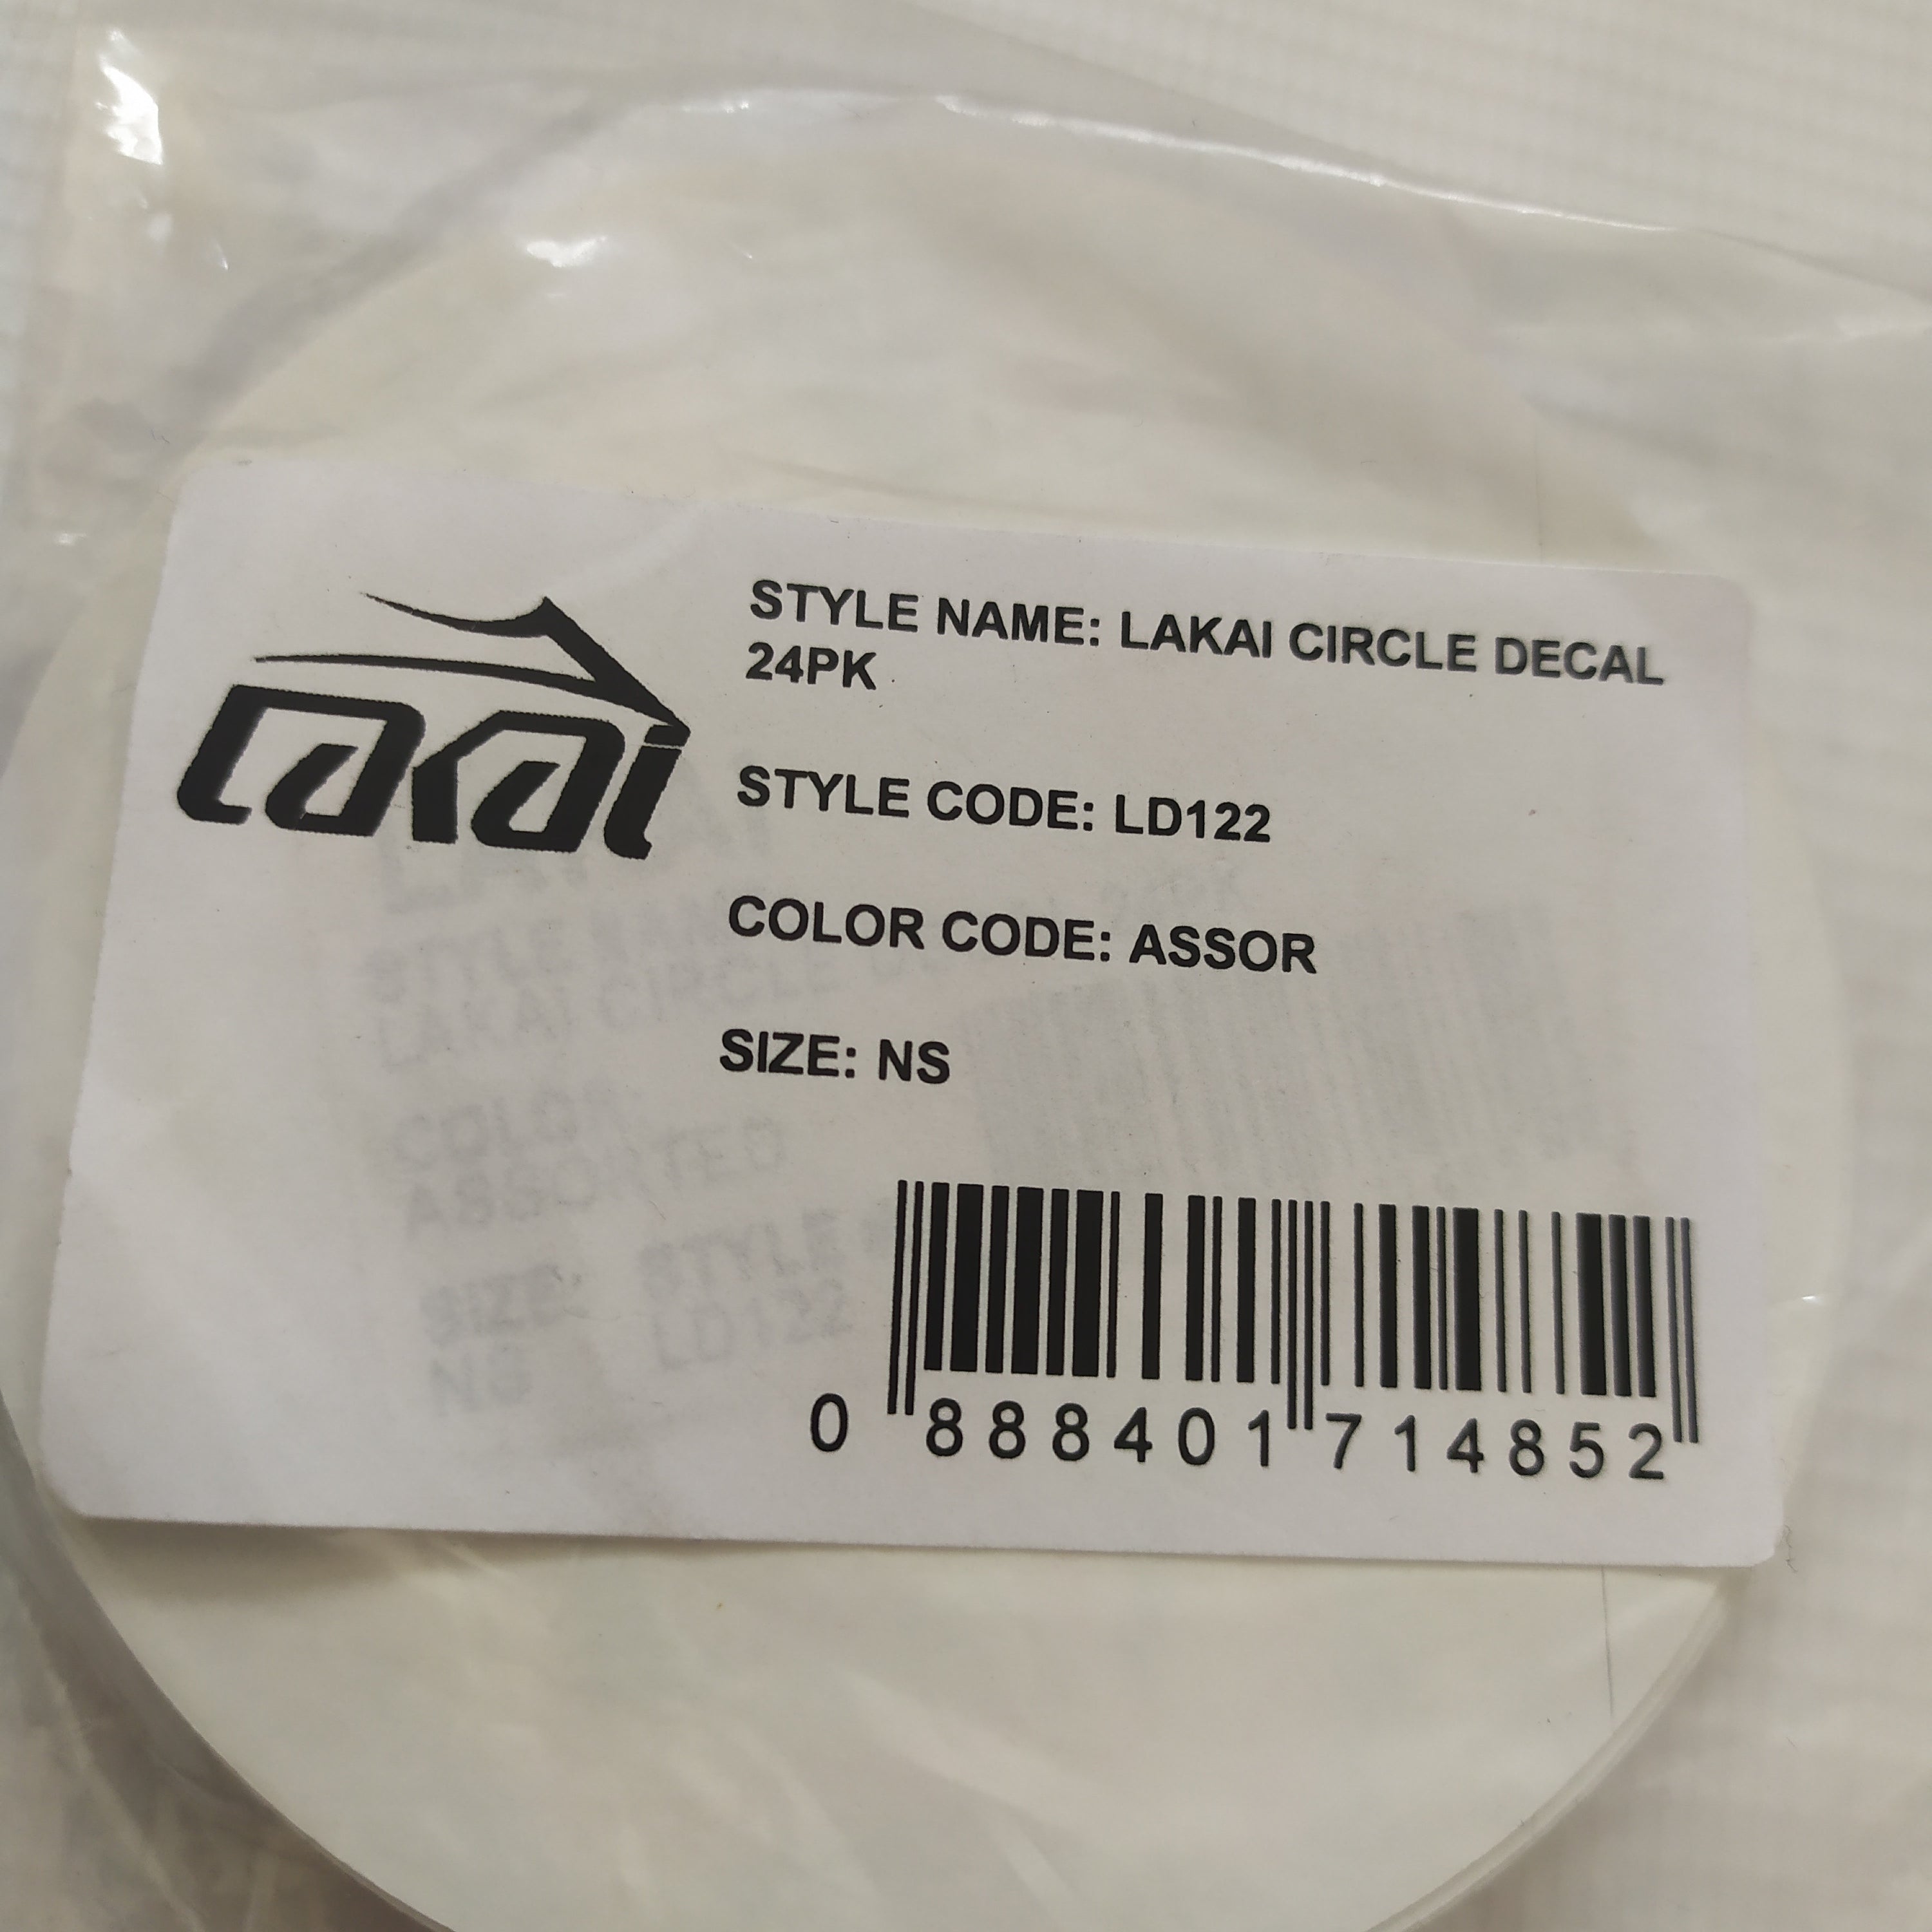 Lakai
STYLE NAME: LAKAI CIRCLE DECAL
24PK
STYLE CODE: LD122
COLOR CODE: ASSOR
SIZE: NS
0 888401 714852